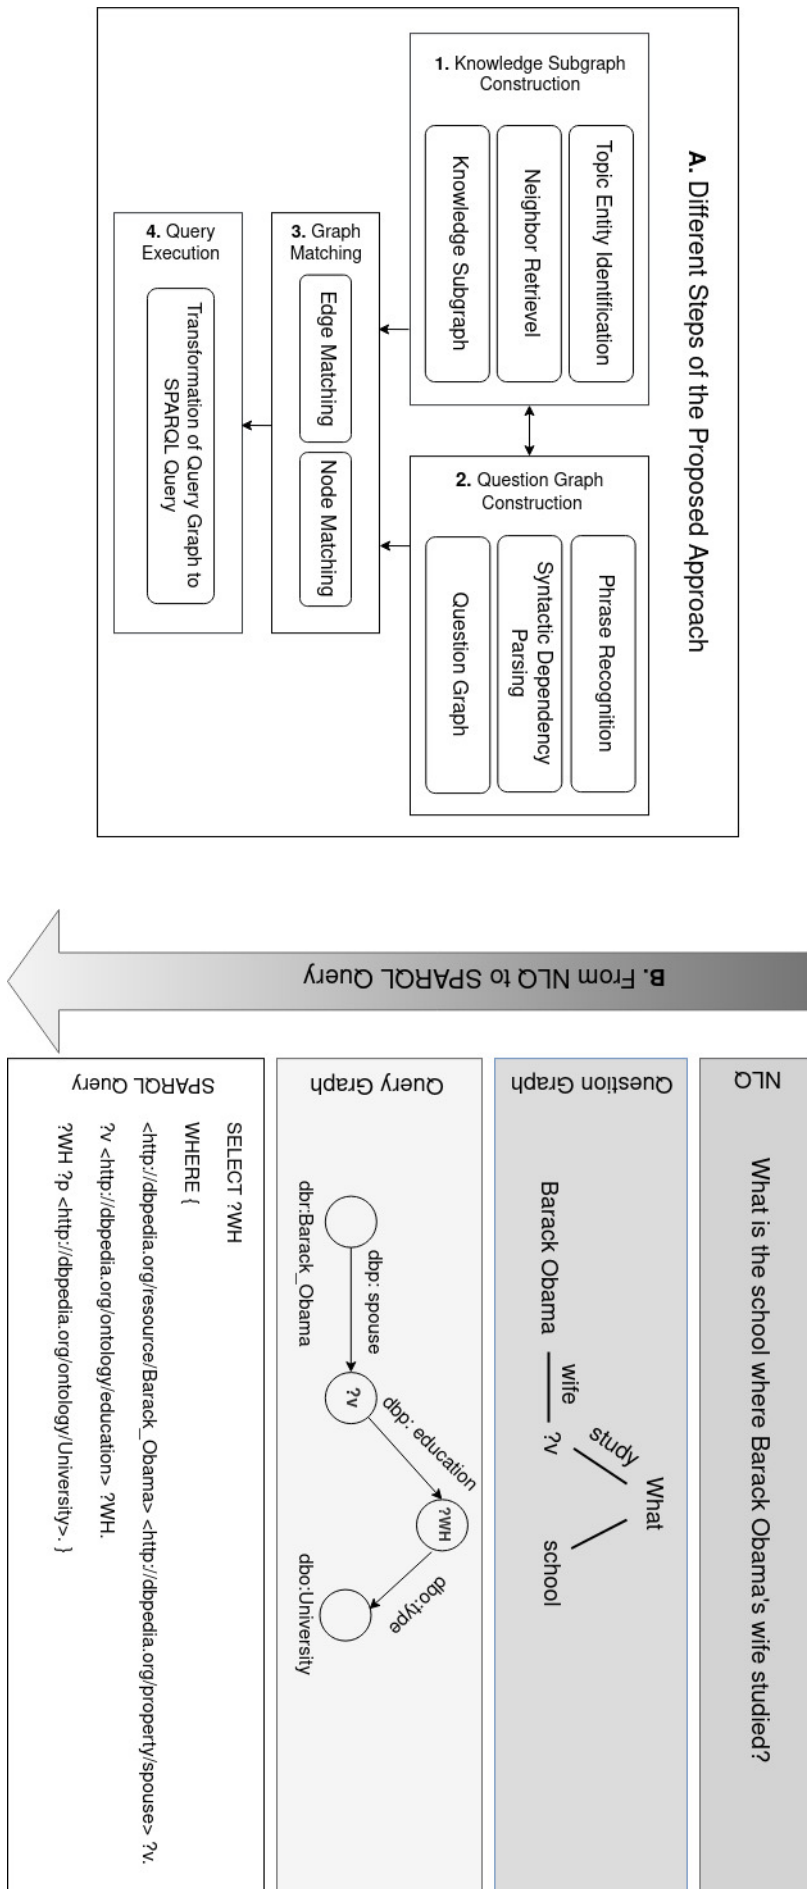 A. Different Steps of the Proposed Approach
1. Knowledge Subgraph
Construction
Topic Entity Identification
Neighbor Retrievel
Knowledge Subgraph
2. Question Graph
Construction
Phrase Recognition
Syntactic Dependency
Parsing
Question Graph
3. Graph
Matching
Edge Matching
Node Matching
4. Query
Execution
Transformation of Query Graph to
SPARQL Query
B. From NLQ to SPARQL Query
NLQ
What is the school where Barack Obama's wife studied?
Question Graph
What
study
Barack Obama
wife
?v
school
Query Graph
dbr:Barack_Obama
dbp: spouse
?v
dbp: education
?WH
dbo:type
dbo:University
SPARQL Query
SELECT ?WH
WHERE {
<http://dbpedia.org/resource/Barack_Obama> <http://dbpedia.org/property/spouse> ?v.
?v <http://dbpedia.org/ontology/education> ?WH.
?WH ?p <http://dbpedia.org/ontology/University>. }